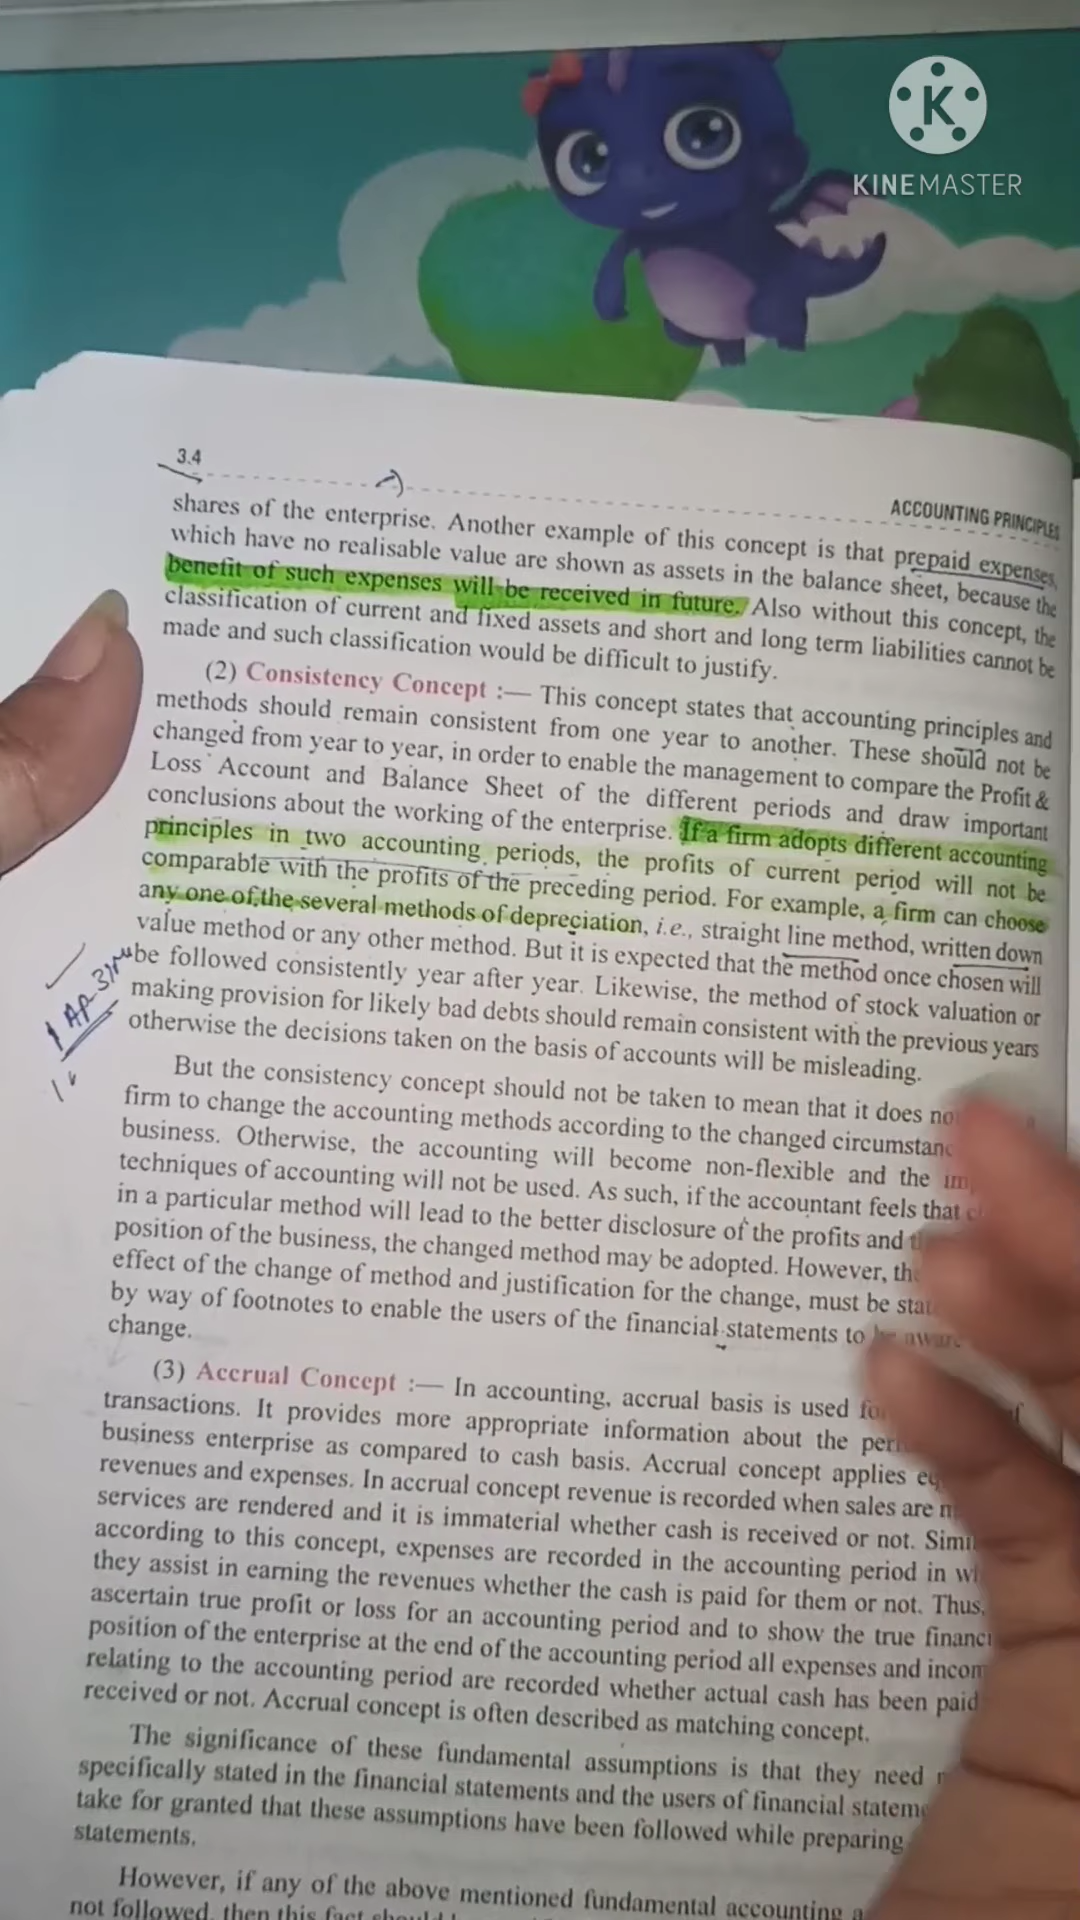 K
KINEMASTER
3.4
ACCOUNTING PRINCIPLES
shares of the enterprise. Another example of this concept is that prepaid expenses,
which have no realisable value are shown as assets in the balance sheet, because the
benefit of such expenses will be received in future. Also without this concept, the
classification of current and fixed assets and short and long term liabilities cannot be
made and such classification would be difficult to justify.
(2) Consistency Concept :— This concept states that accounting principles and
methods should remain consistent from one year to another. These should not be
changed from year to year, in order to enable the management to compare the Profit &
Loss Account and Balance Sheet of the different periods and draw important
conclusions about the working of the enterprise. If a firm adopts different accounting
principles in two accounting periods, the profits of current period will not be
comparable with the profits of the preceding period. For example, a firm can choose
any one of the several methods of depreciation, i.e., straight line method, written down
value method or any other method. But it is expected that the method once chosen will
be followed consistently year after year. Likewise, the method of stock valuation or
making provision for likely bad debts should remain consistent with the previous years
otherwise the decisions taken on the basis of accounts will be misleading.
But the consistency concept should not be taken to mean that it does
firm to change the accounting methods according to the changed
business. Otherwise, the accounting will become non-flexible and the
techniques of accounting will not be used. As such, if the accountant feels that
in a particular method will lead to the better disclosure of the profits and
position of the business, the changed method may be adopted. However,
effect of the change of method and justification for the change, must be
by way of footnotes to enable the users of the financial statements to
change.
(3) Accrual Concept :— In accounting, accrual basis is used
transactions. It provides more appropriate information about the
business enterprise as compared to cash basis. Accrual concept applies
revenues and expenses. In accrual concept revenue is recorded when sales are
services are rendered and it is immaterial whether cash is received or not.
according to this concept, expenses are recorded in the accounting period in
they assist in earning the revenues whether the cash is paid for them or not. Thus,
ascertain true profit or loss for an accounting period and to show the true
position of the enterprise at the end of the accounting period all expenses and
relating to the accounting period are recorded whether actual cash has been paid
received or not. Accrual concept is often described as matching concept.
The significance of these fundamental assumptions is that they need
specifically stated in the financial statements and the users of financial
take for granted that these assumptions have been followed while preparing
statements.
However, if any of the above mentioned fundamental accounting
not followed, then this fact